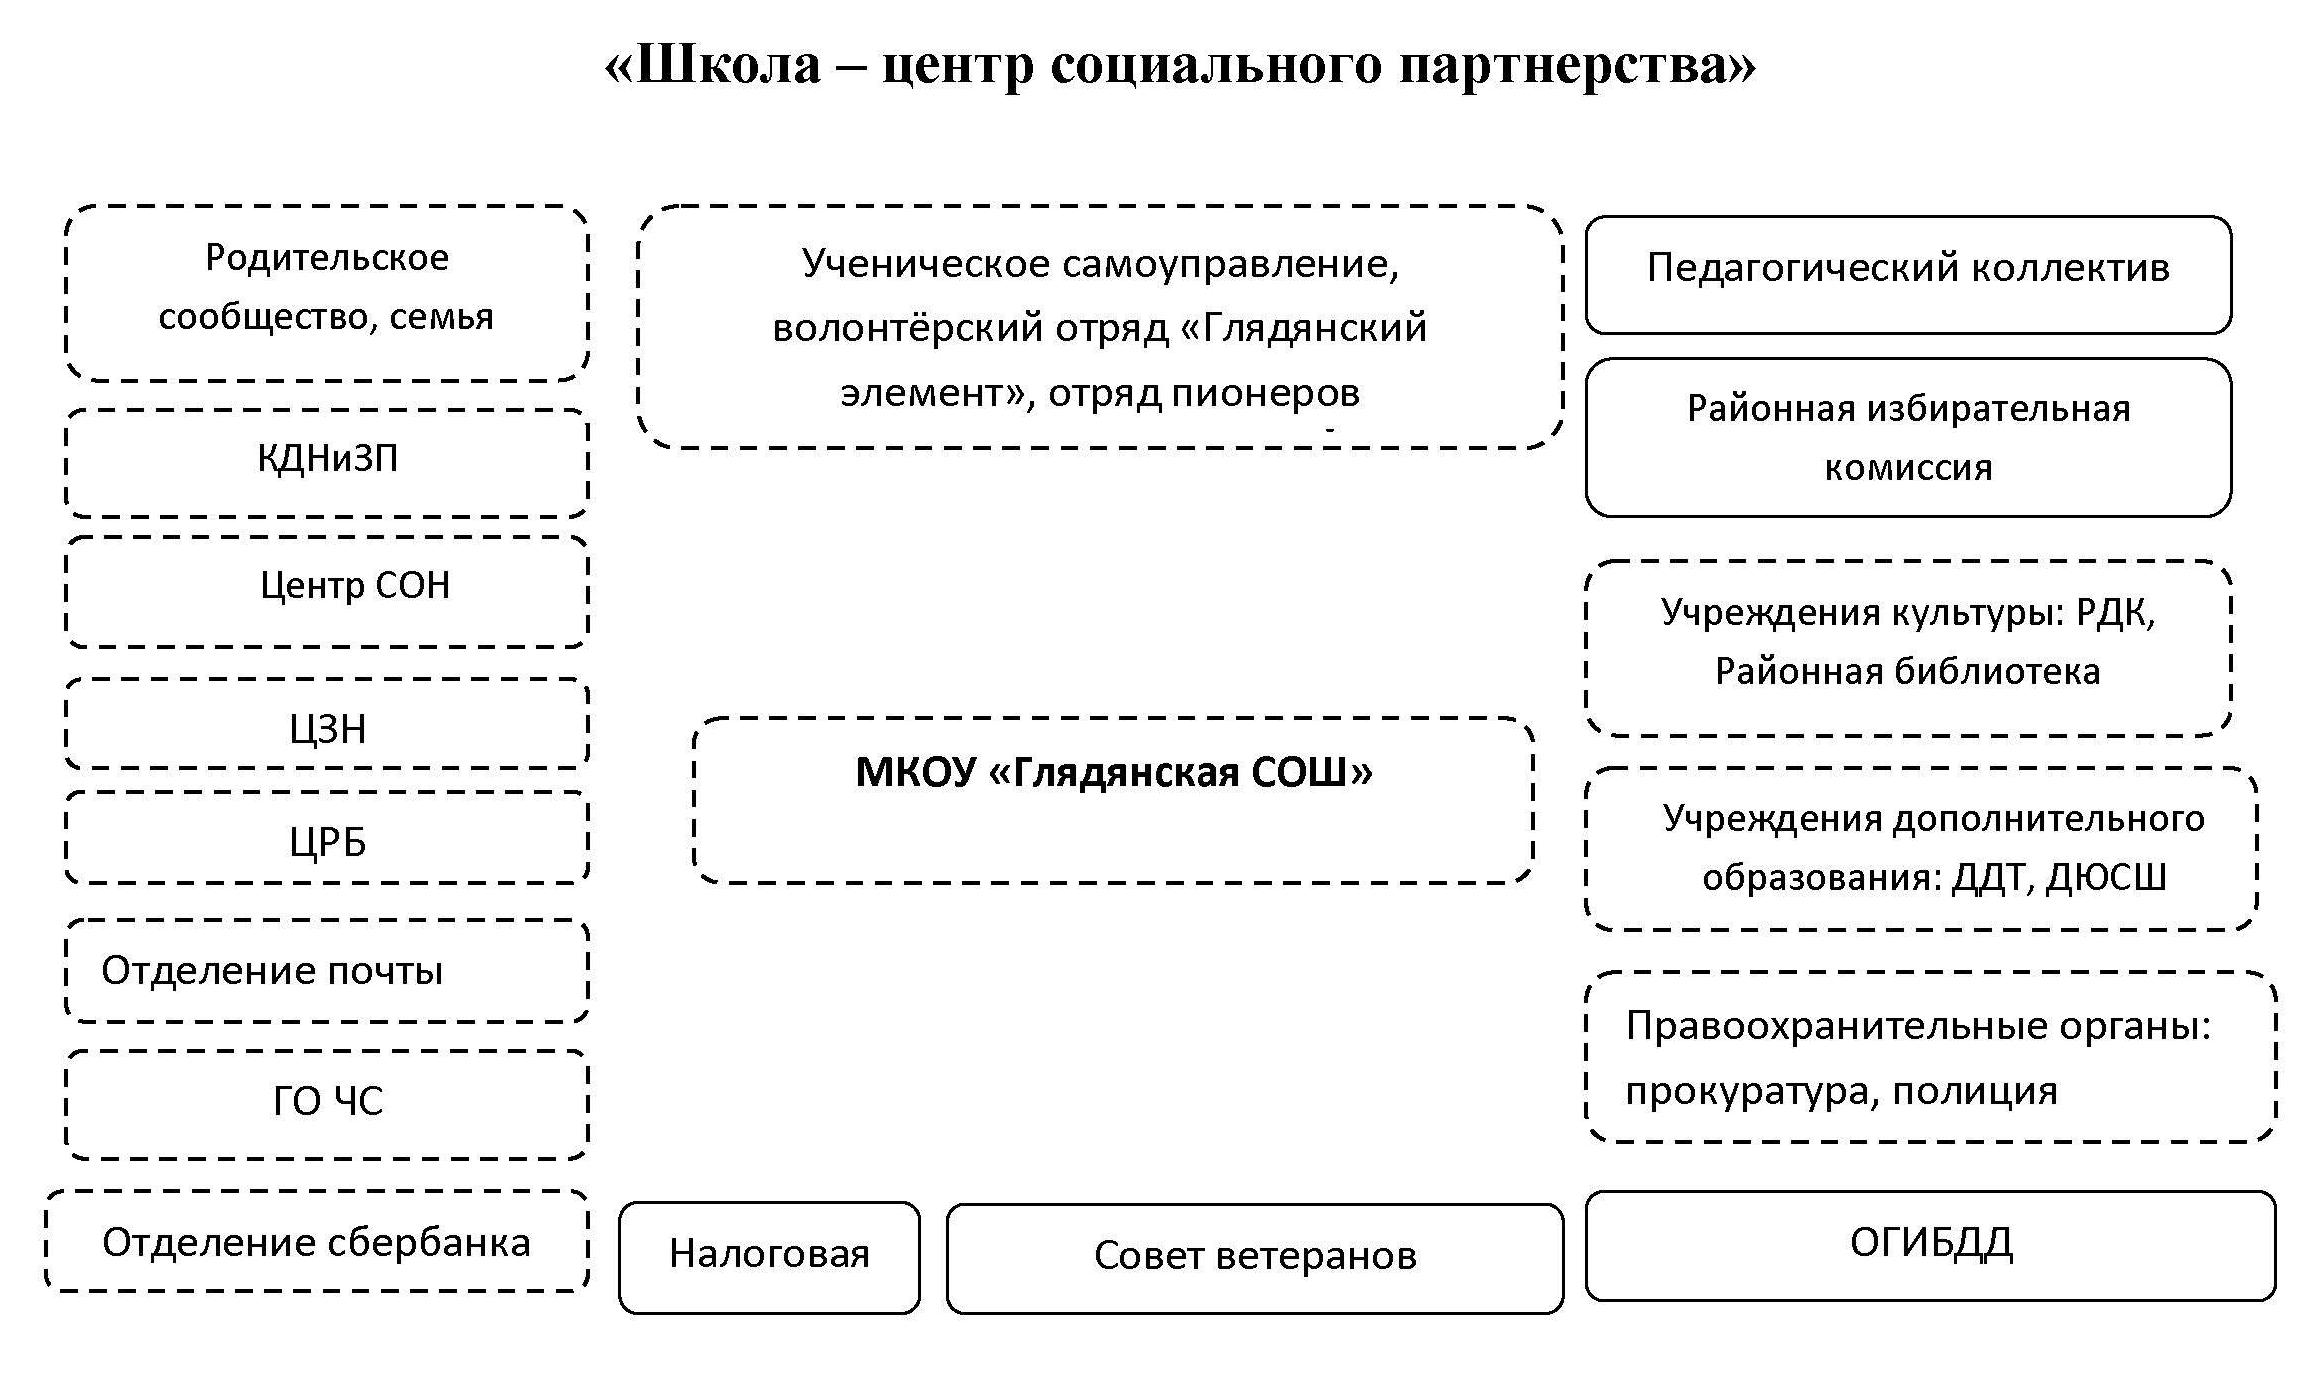 «Школа – центр социального партнерства»
Родительское
сообщество, семья
КДНиЗП
Центр СОН
ЦЗН
ЦРБ
Отделение почты
ГО ЧС
Отделение сбербанка
Ученическое самоуправление,
волонтёрский отряд «Глядянский
элемент», отряд пионеров
МКОУ «Глядянская СОШ»
Налоговая
Совет ветеранов
Педагогический коллектив
Районная избирательная
комиссия
Учреждения культуры: РДК,
Районная библиотека
Учреждения дополнительного
образования: ДДТ, ДЮСШ
Правоохранительные органы:
прокуратура, полиция
ОГИБДД